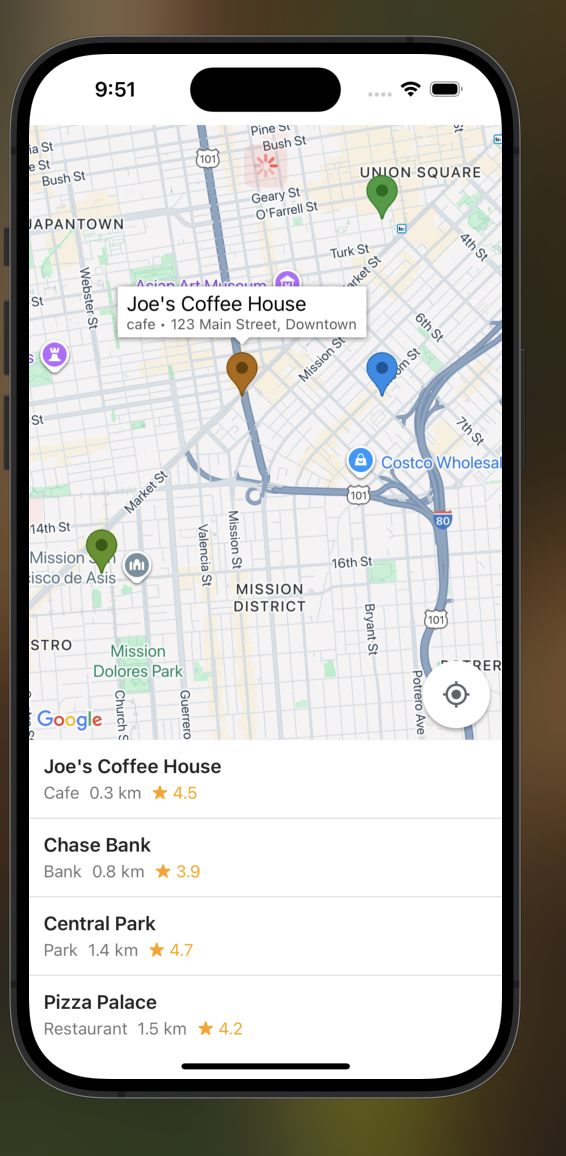 9:51
Pine St
Bush St
101
Bush St
UNION SQUARE
Geary St
O'Farrell St
JAPANTOWN
4th St
Turk St
Webster St
Asian Art Museum
Joe's Coffee House
cafe • 123 Main Street, Downtown
6th St
Mission St
7th St
St
Costco Wholesal
Market St
101
80
14th St
Mission
cisco de Asis
Valencia St
Mission St
16th St
MISSION
DISTRICT
Bryant St
101
STRO
Mission
Dolores Park
Potrero Ave
Church S
Guerrero
Google
Joe's Coffee House
Cafe 0.3 km ★ 4.5
Chase Bank
Bank 0.8 km ★ 3.9
Central Park
Park 1.4 km ★ 4.7
Pizza Palace
Restaurant 1.5 km ★ 4.2